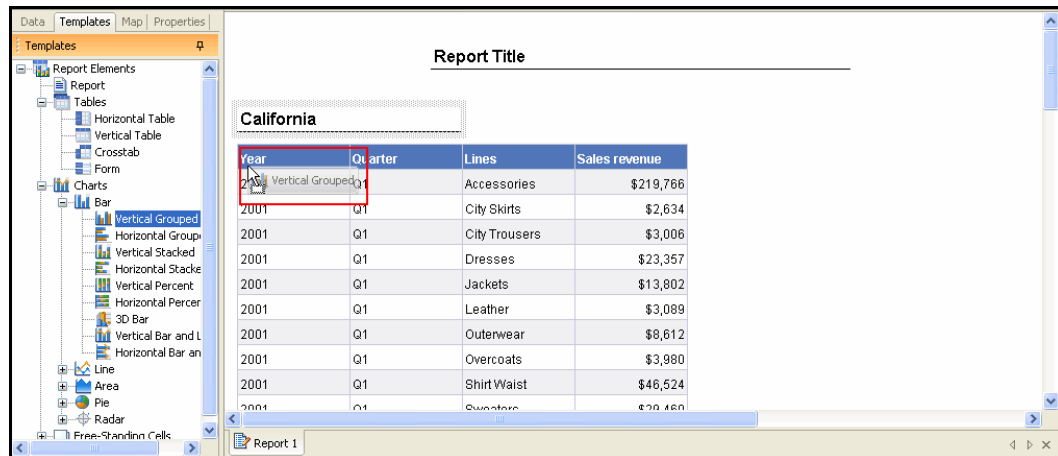 Data Templates Map Properties
Templates
Report Elements
Report
Tables
Horizontal Table
Vertical Table
Crosstab
Form
Charts
Bar
Vertical Grouped
Horizontal Group
Vertical Stacked
Horizontal Stacke
Vertical Percent
Horizontal Percer
3D Bar
Vertical Bar and L
Horizontal Bar an
Line
Area
Pie
Radar
Free-Standing Cells
Report Title
California
Year Quarter Lines Sales revenue
Vertical Grouped Q1 Accessories $219,766
2001 Q1 City Skirts $2,634
2001 Q1 City Trousers $3,006
2001 Q1 Dresses $23,357
2001 Q1 Jackets $13,802
2001 Q1 Leather $3,089
2001 Q1 Outerwear $8,612
2001 Q1 Overcoats $3,980
2001 Q1 Shirt Waist $46,524
2001 Q1 Sweaters $29,460
Report 1